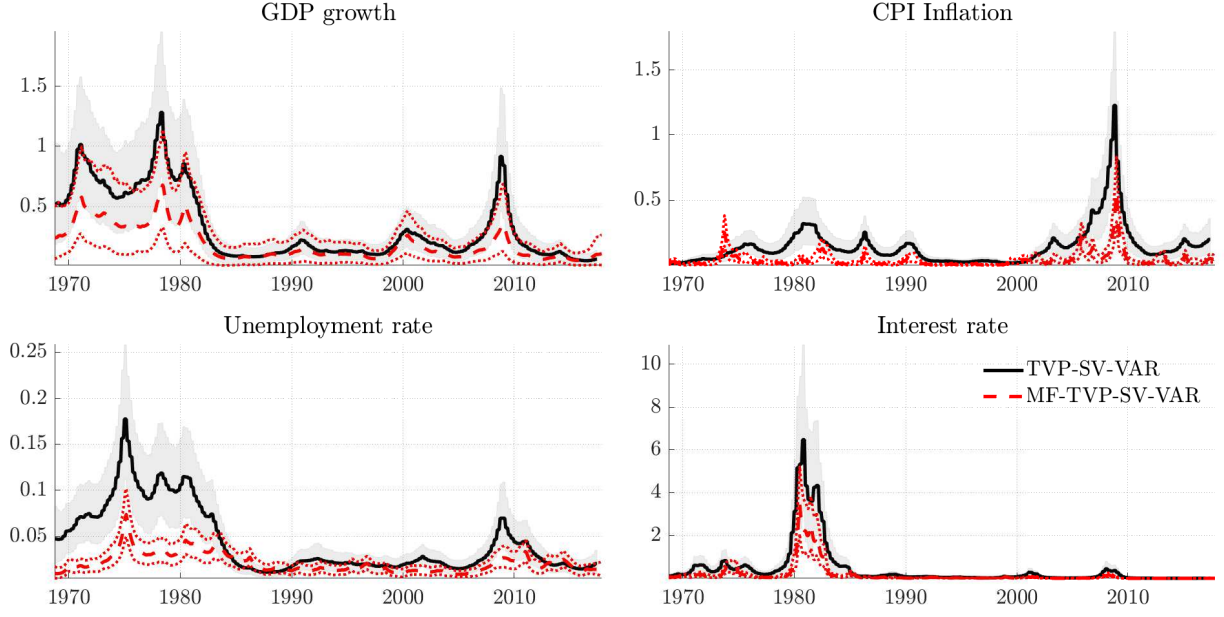 GDP growth
1.5
1
0.5
1970 1980 1990 2000 2010
CPI Inflation
1.5
1
0.5
1970 1980 1990 2000 2010
Unemployment rate
0.25
0.2
0.15
0.1
0.05
1970 1980 1990 2000 2010
Interest rate
10
8
6
4
2
TVP-SV-VAR
MF-TVP-SV-VAR
1970 1980 1990 2000 2010